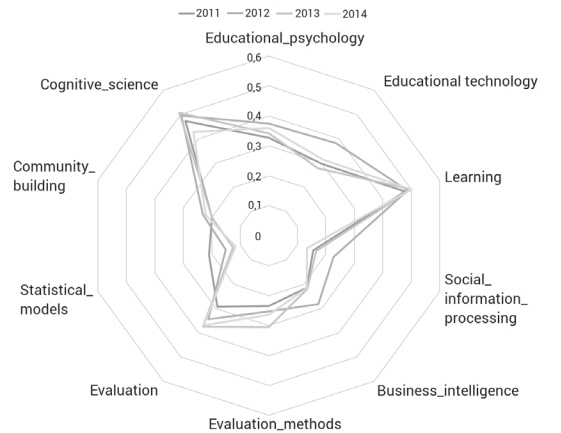 2011 2012 2013 2014
Educational_psychology
Educational technology
Learning
Social_
information_
processing
Business_intelligence
Evaluation_methods
Evaluation
Statistical_
models
Community_
building
Cognitive_science
0,6
0,5
0,4
0,3
0,2
0,1
0